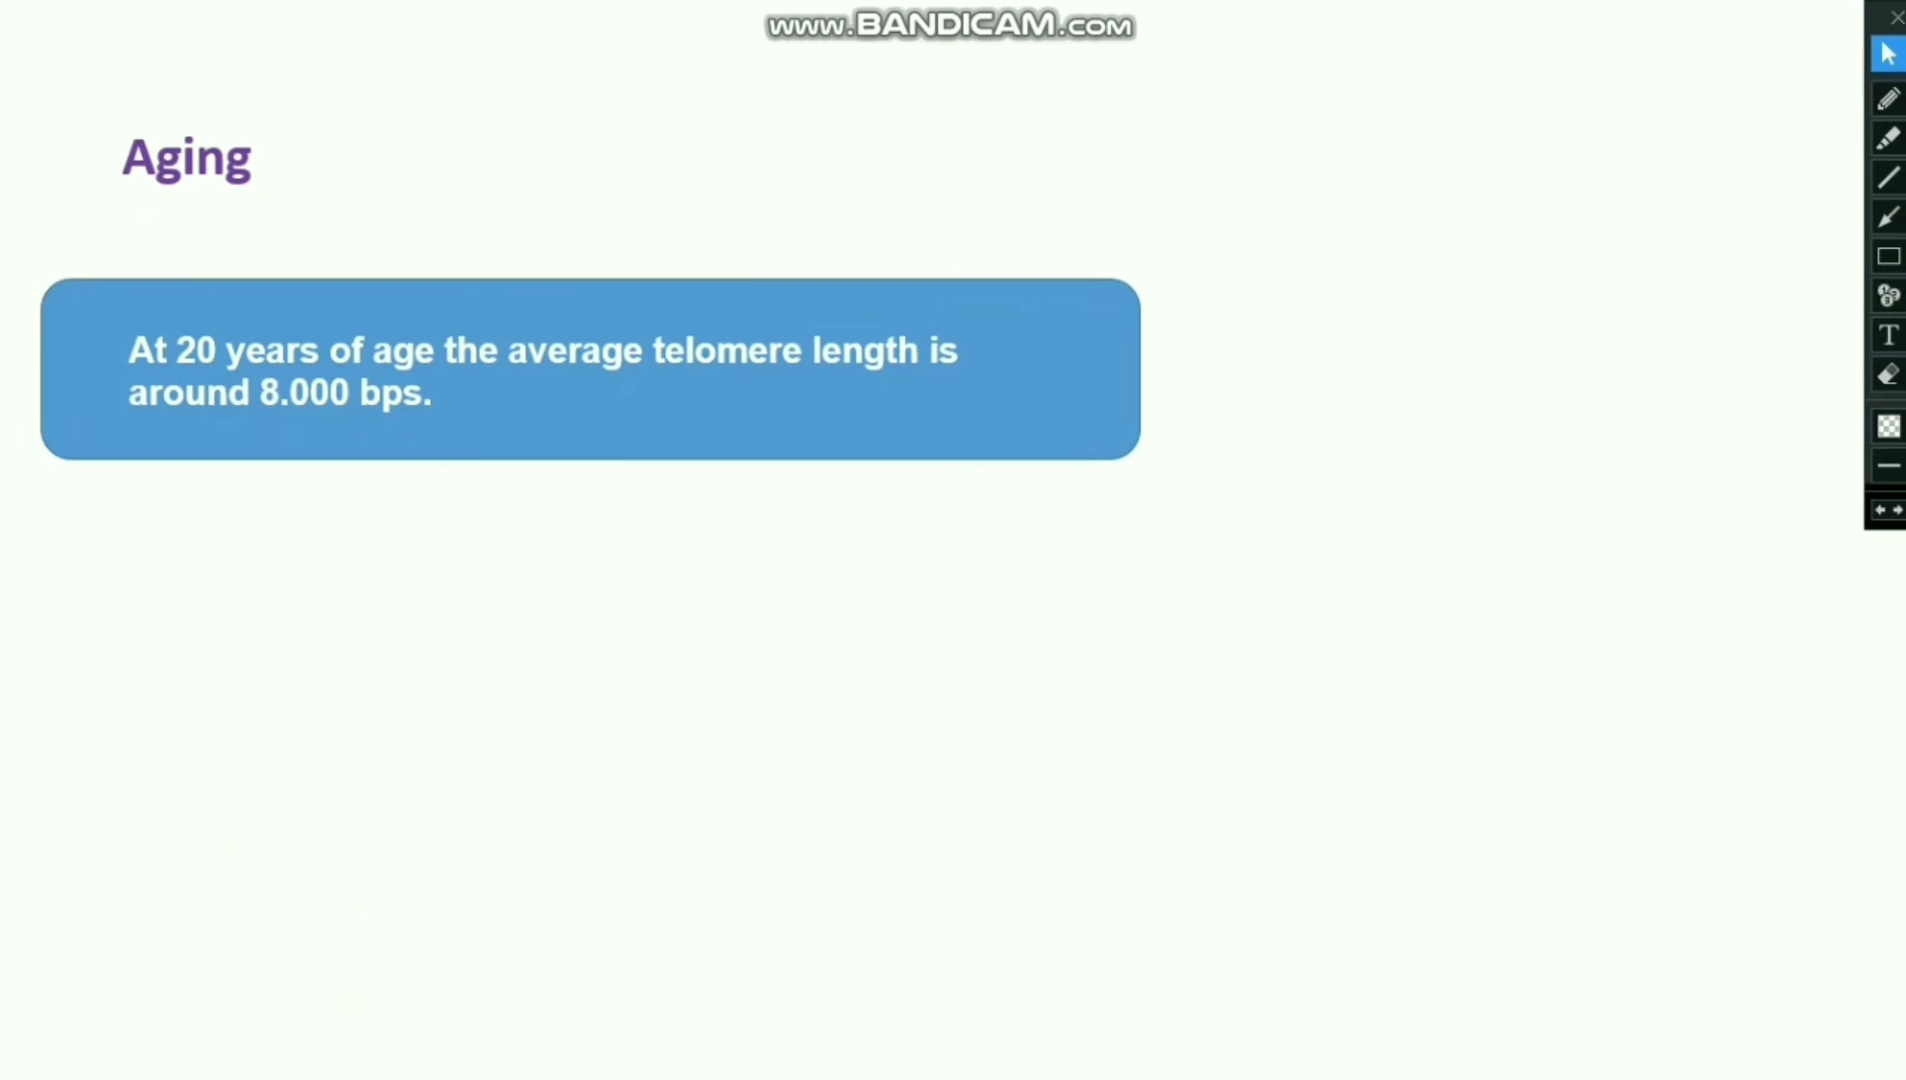 www.BANDICAM.com
Aging
At 20 years of age the average telomere length is
around 8.000 bps.